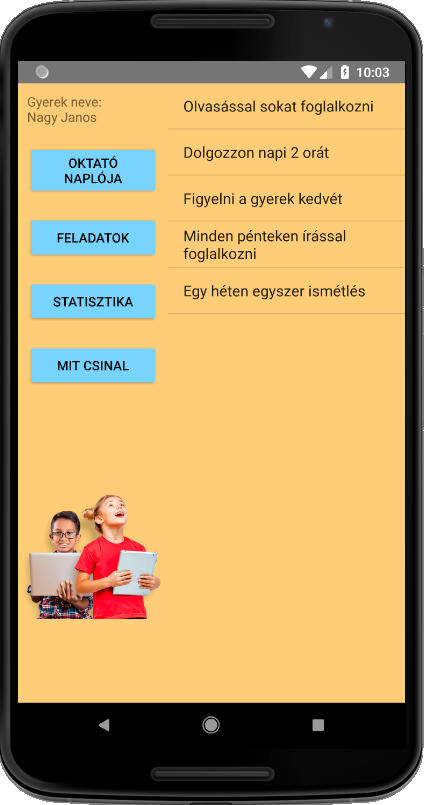 10:03
Gyerek neve:
Nagy Janos
OKTATÓ
NAPLÓJA
FELADATOK
STATISZTIKA
MIT CSINAL
Olvasással sokat foglalkozni
Dolgozzon napi 2 orát
Figyelni a gyerek kedvét
Minden pénteken írással
foglalkozni
Egy héten egyszer ismétlés